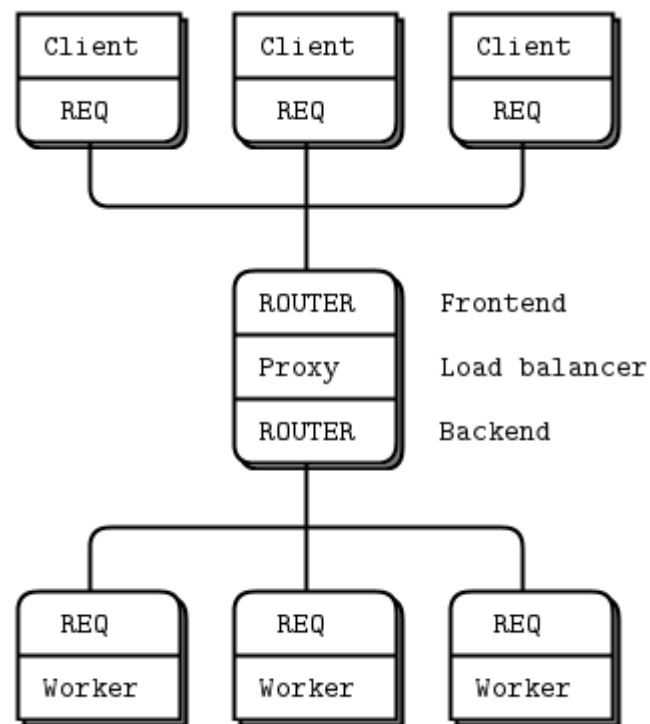 Client Client Client
REQ REQ REQ
ROUTER Frontend
Proxy Load balancer
ROUTER Backend
REQ REQ REQ
Worker Worker Worker